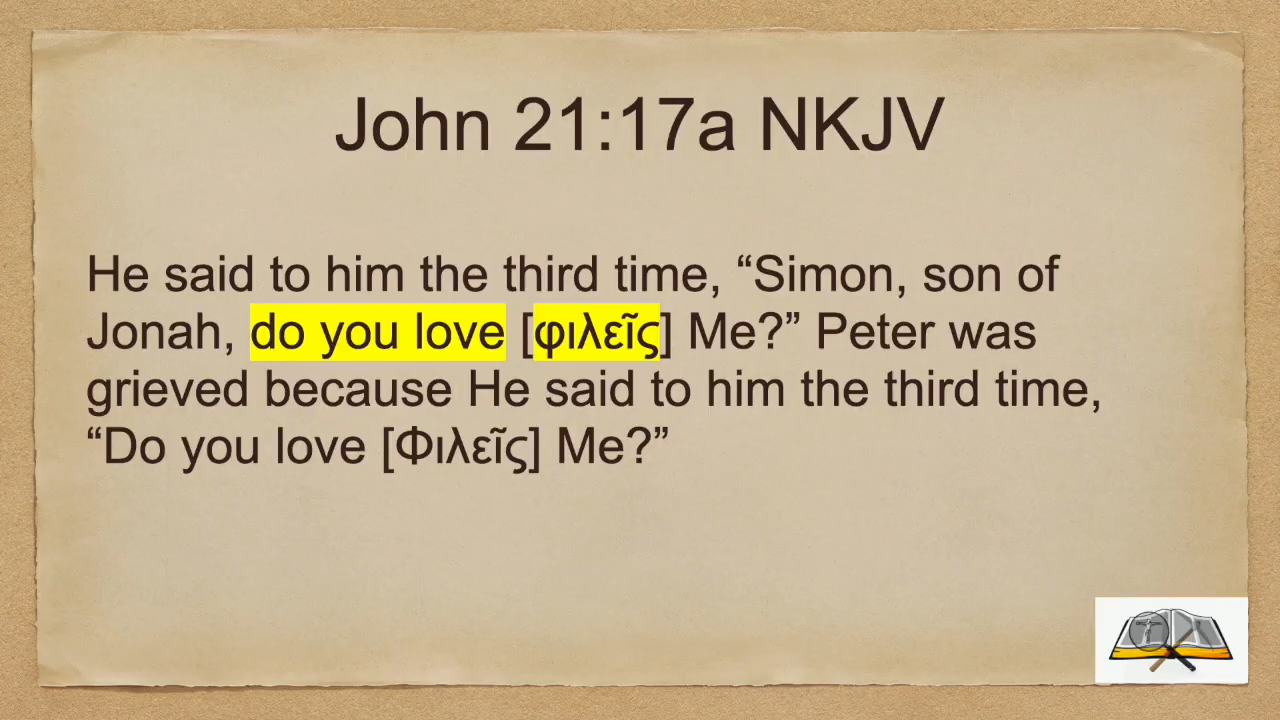 John 21:17a NKJV
He said to him the third time, “Simon, son of
Jonah, do you love [φιλεῖς] Me?” Peter was
grieved because He said to him the third time,
“Do you love [Φιλεῖς] Me?”